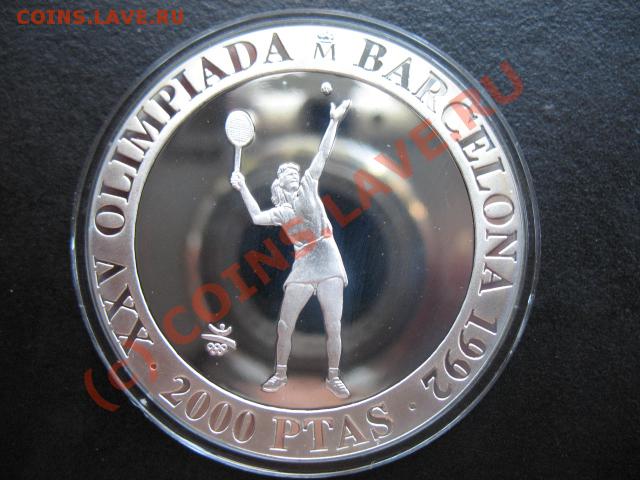 COINS.LAVE.RU
XXV OLIMPIADA M BARCELONA 1992
· 2000 PTAS ·
(c) COINS.LAVE.RU